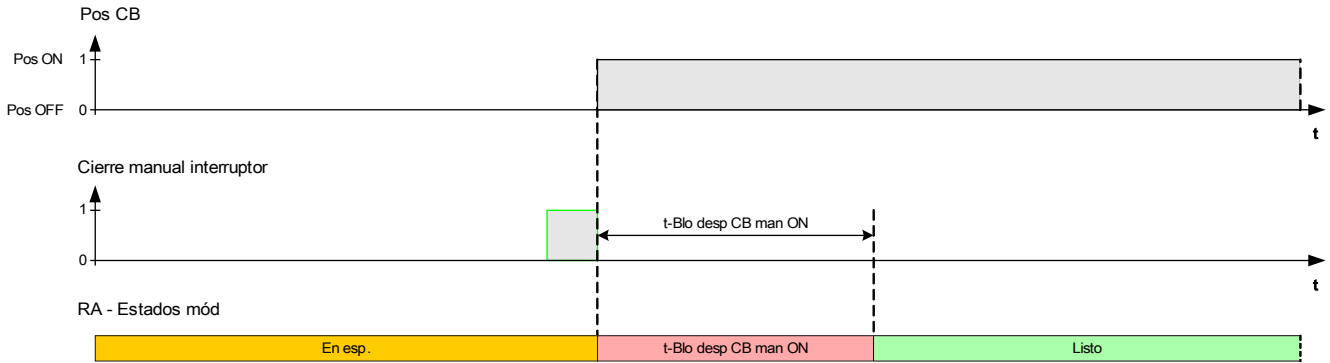 Pos CB
Pos ON 1
Pos OFF 0
t
Cierre manual interruptor
1
t-Blo desp CB man ON
0
t
RA - Estados mód
En esp. t-Blo desp CB man ON Listo